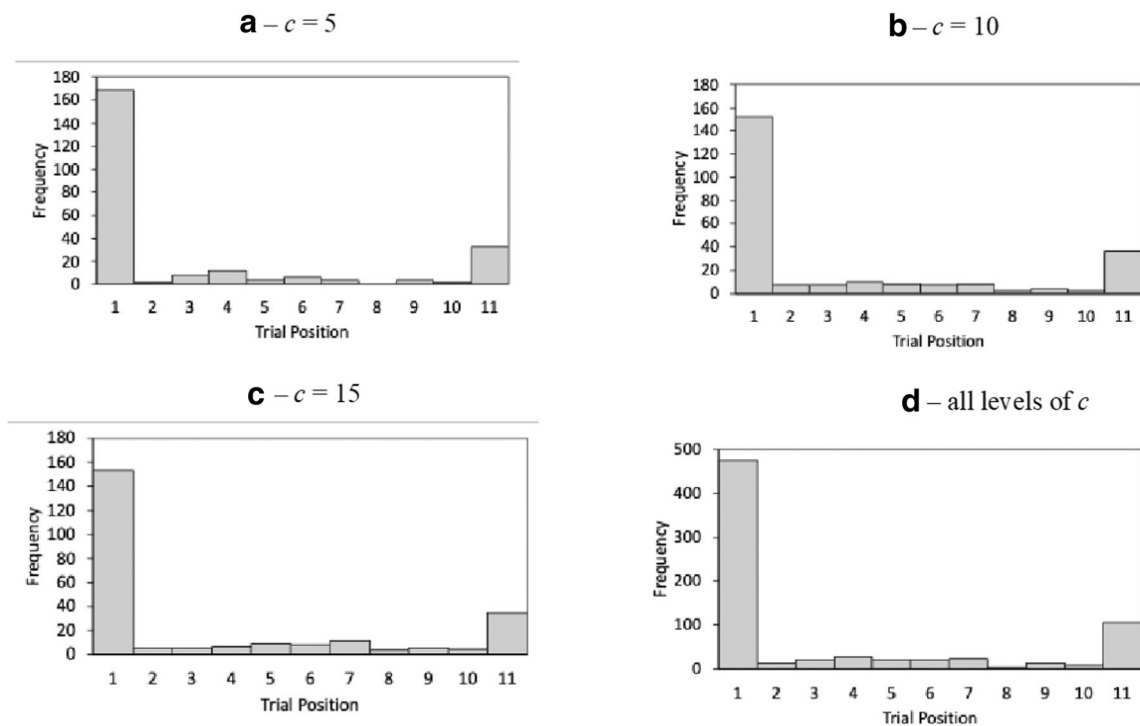 a – c = 5
180
160
140
120
100
80
60
40
20
0
Frequency
1 2 3 4 5 6 7 8 9 10 11
Trial Position
b – c = 10
180
160
140
120
100
80
60
40
20
0
Frequency
1 2 3 4 5 6 7 8 9 10 11
Trial Position
c – c = 15
180
160
140
120
100
80
60
40
20
0
Frequency
1 2 3 4 5 6 7 8 9 10 11
Trial Position
d – all levels of c
500
400
300
200
100
0
Frequency
1 2 3 4 5 6 7 8 9 10 11
Trial Position